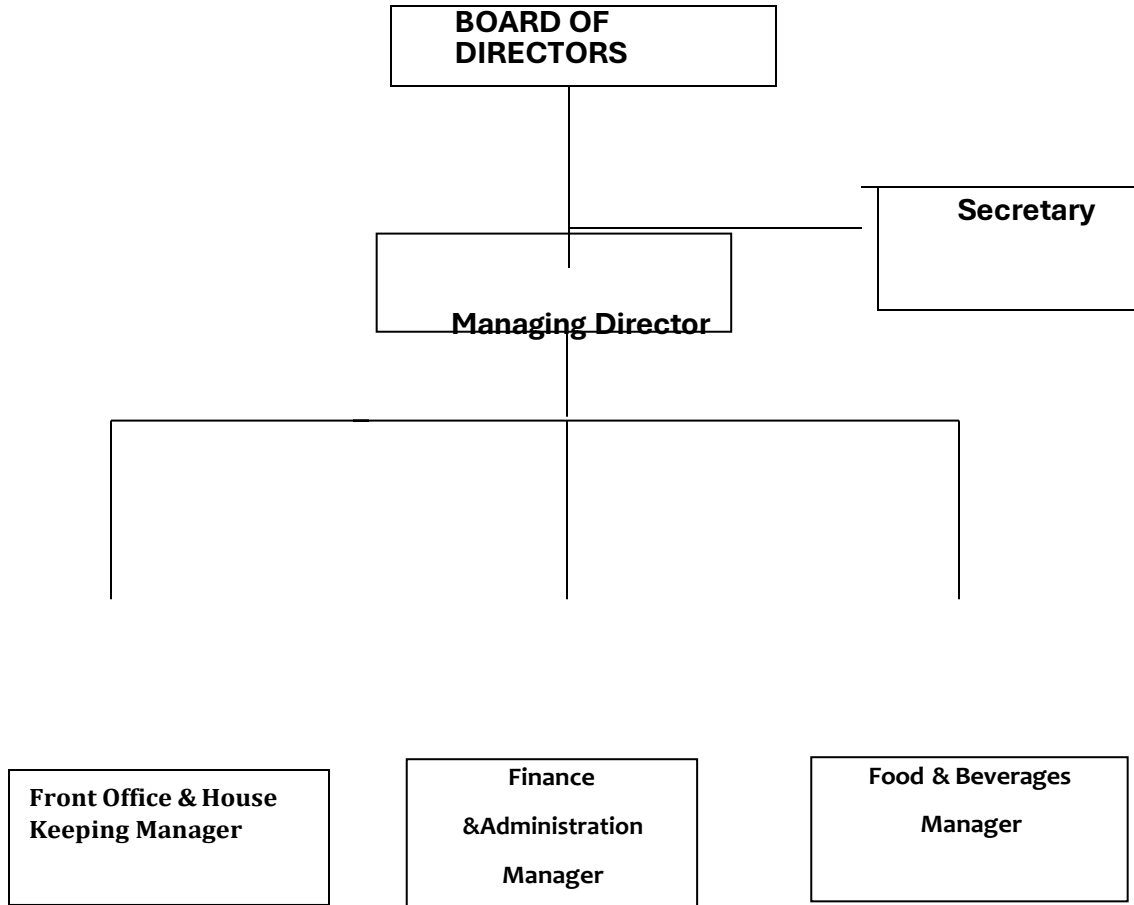 BOARD OF
DIRECTORS
Secretary
Managing Director
Front Office & House
Keeping Manager
Finance
&Administration
Manager
Food & Beverages
Manager